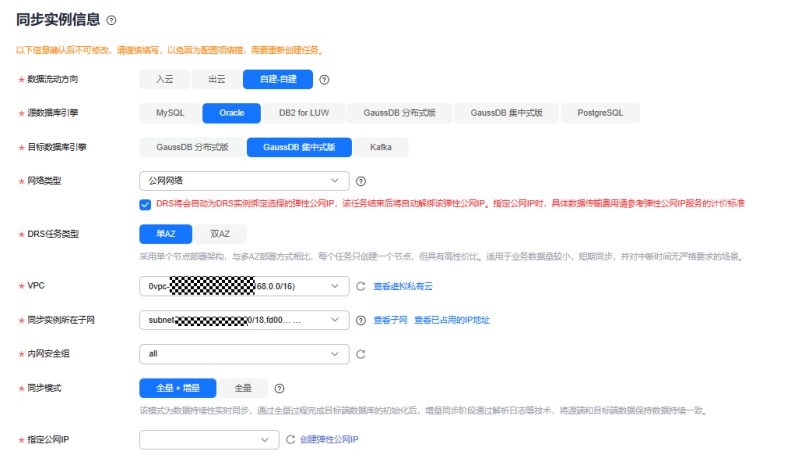 同步实例信息
以下信息确认后不可修改，请谨慎填写，以免因为配置项填错，需要重新创建任务。
* 数据流动方向 入云 出云 自建-自建
* 源数据库引擎 MySQL Oracle DB2 for LUW GaussDB 分布式版 GaussDB 集中式版 PostgreSQL
* 目标数据库引擎 GaussDB 分布式版 GaussDB 集中式版 Kafka
* 网络类型 公网网络
DRS将会自动为DRS实例绑定选择的弹性公网IP，该任务结束后将自动解绑该弹性公网IP。指定公网IP时，具体数据传输费用请参考弹性公网IP服务的计价标准
* DRS任务类型 单AZ 双AZ
采用单个节点部署架构，与多AZ部署方式相比，每个任务只创建一个节点，但具有高性价比。适用于业务数据量较小，短期同步，并对中断时间无严格要求的场景。
* VPC 0vpc- 68.0.0/16) 查看虚拟私有云
* 同步实例所在子网 subnet 0/18,fd00... ... 查看子网 查看已占用的IP地址
* 内网安全组 all
* 同步模式 全量 + 增量 全量
该模式为数据持续性实时同步，通过全量过程完成目标端数据库的初始化后，增量同步阶段通过解析日志等技术，将源端和目标端数据保持数据持续一致。
* 指定公网IP 创建弹性公网IP